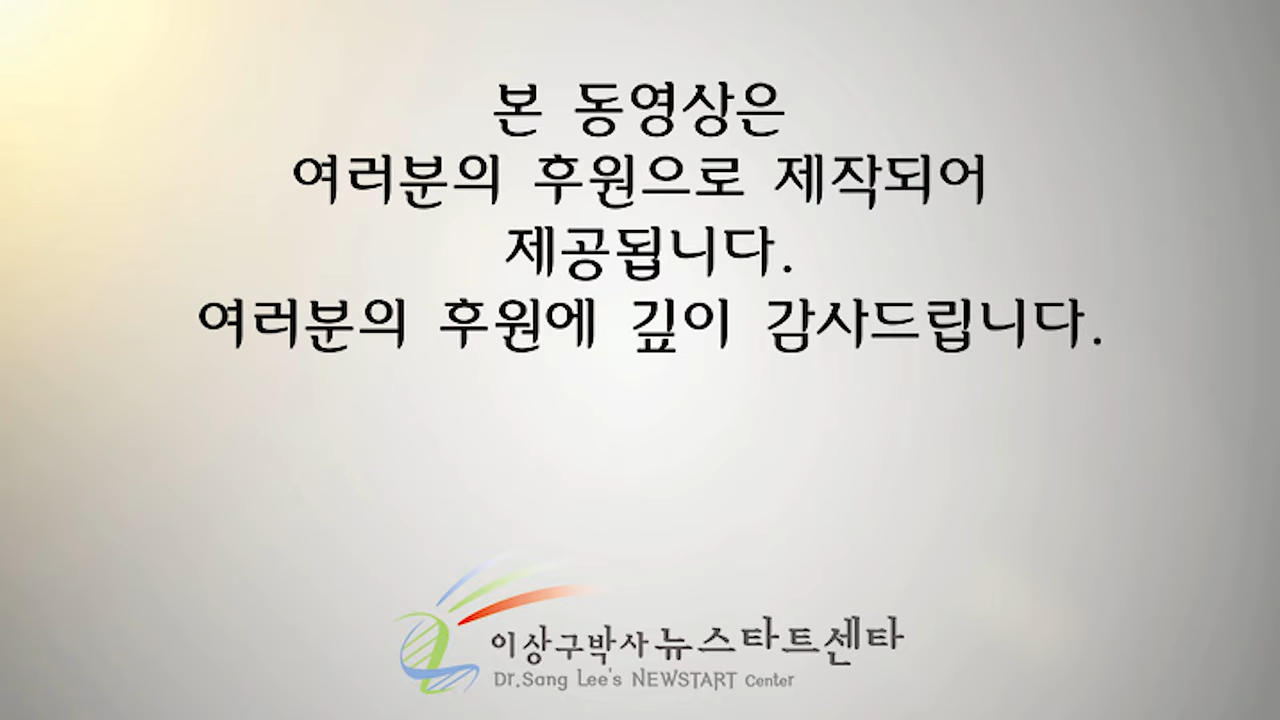 본 동영상은
여러분의 후원으로 제작되어
제공됩니다.
여러분의 후원에 깊이 감사드립니다.
이상구박사 뉴스타트센타
Dr.Sang Lee's NEWSTART Center